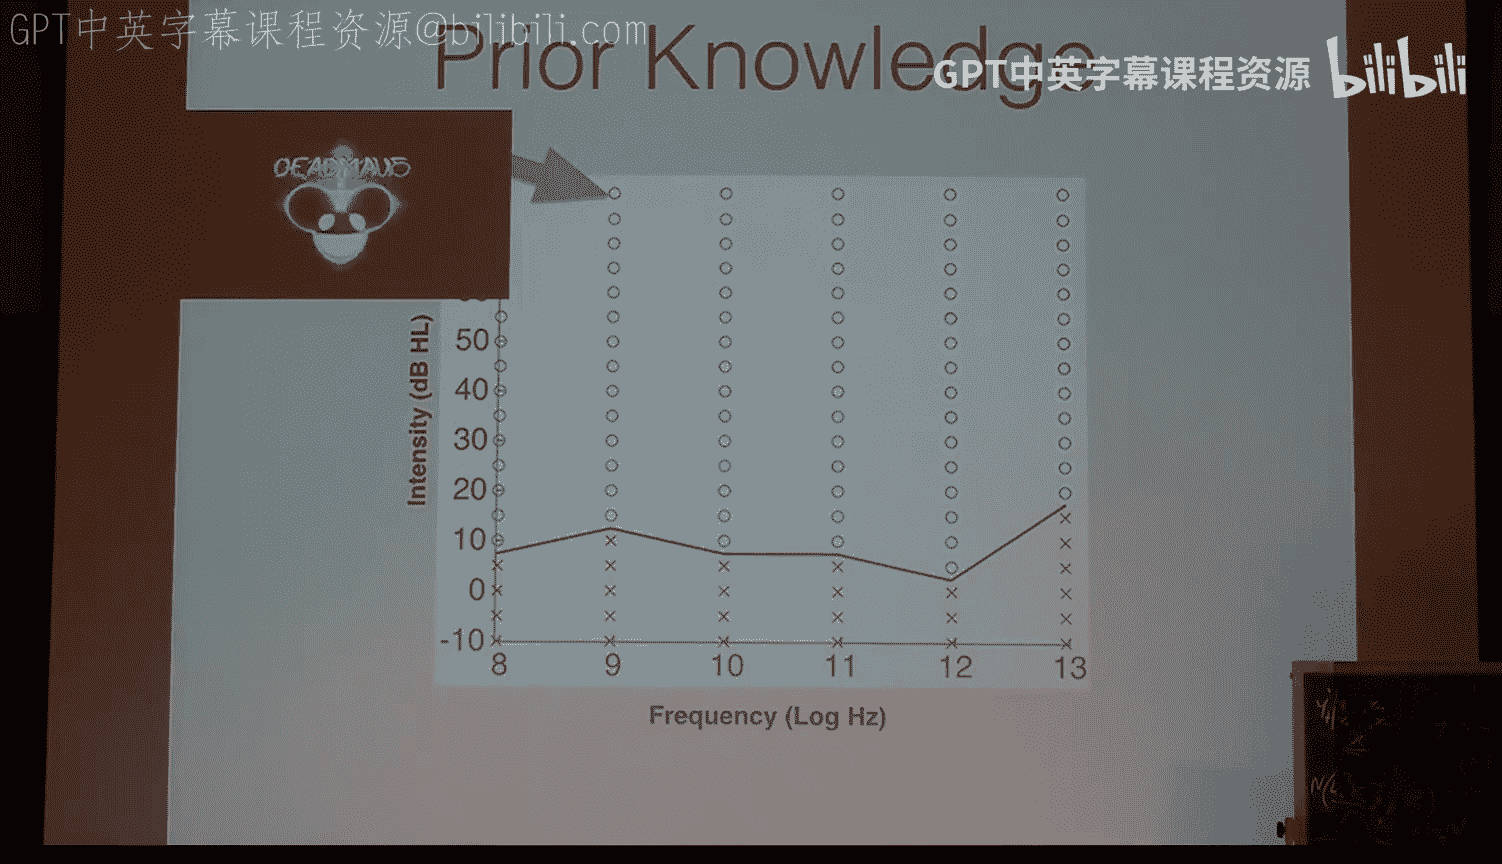 GPT中英字幕课程资源@bilibili.com
Prior Knowledge
GPT中英字幕课程资源 bilibili
DEADMAU5
50
40
30
20
10
0
-10
8 9 10 11 12 13
Intensity (dB HL)
Frequency (Log Hz)